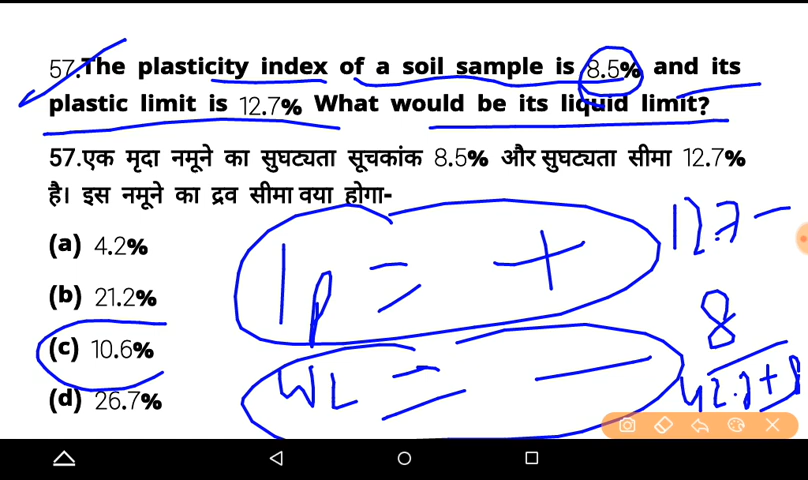 57.The plasticity index of a soil sample is 8.5% and its
plastic limit is 12.7% What would be its liquid limit?
57.एक मृदा नमूने का सुघट्यता सूचकांक 8.5% और सुघट्यता सीमा 12.7%
है। इस नमूने का द्रव सीमा क्या होगा-
(a) 4.2%
(b) 21.2%
(c) 10.6%
(d) 26.7%
Ip = +
WL = -
12.7 -
8